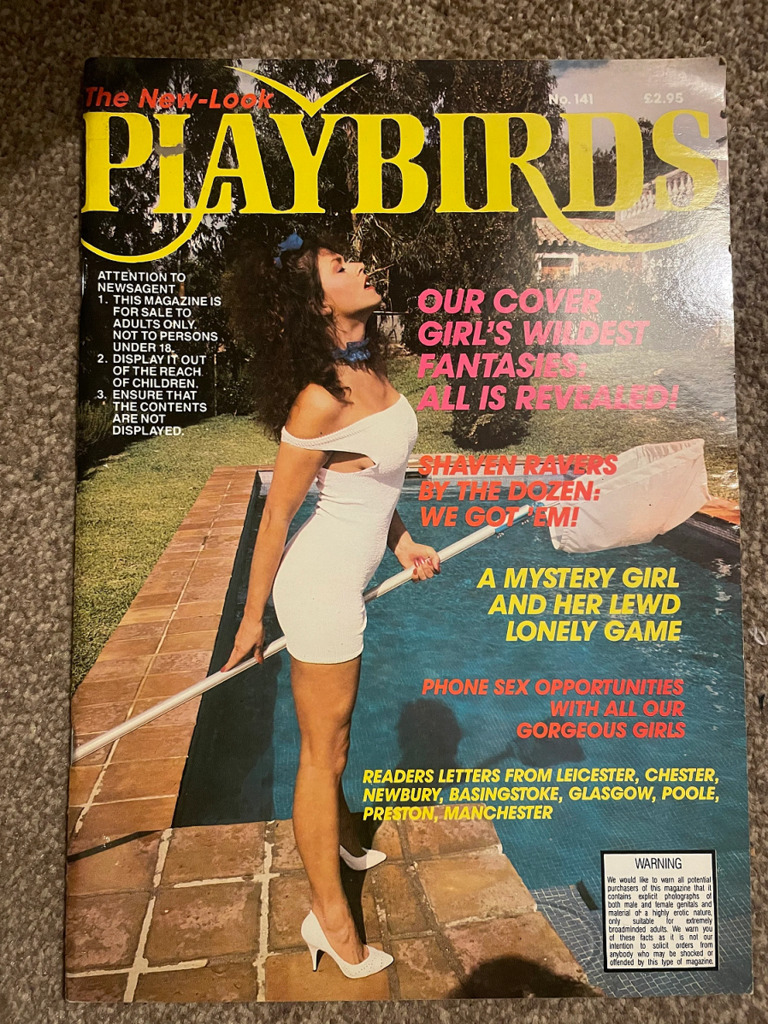 The New-Look
No. 141
£2.95
PLAYBIRDS
ATTENTION TO
NEWSAGENT
1. THIS MAGAZINE IS
FOR SALE TO
ADULTS ONLY.
NOT TO PERSONS
UNDER 18.
2. DISPLAY IT OUT
OF THE REACH
OF CHILDREN.
3. ENSURE THAT
THE CONTENTS
ARE NOT
DISPLAYED.
OUR COVER
GIRL'S WILDEST
FANTASIES:
ALL IS REVEALED!
SHAVEN RAVERS
BY THE DOZEN:
WE GOT 'EM!
A MYSTERY GIRL
AND HER LEWD
LONELY GAME
PHONE SEX OPPORTUNITIES
WITH ALL OUR
GORGEOUS GIRLS
READERS LETTERS FROM LEICESTER, CHESTER,
NEWBURY, BASINGSTOKE, GLASGOW, POOLE,
PRESTON, MANCHESTER
WARNING
We would like to warn all potential
purchasers of this magazine that it
contains explicit photographs of
both male and female genitals and
material of a highly erotic nature,
only suitable for extremely
broadminded adults. We warn you
of these facts as it is not our
intention to solicit orders from
anybody who may be shocked or
offended by this type of magazine.